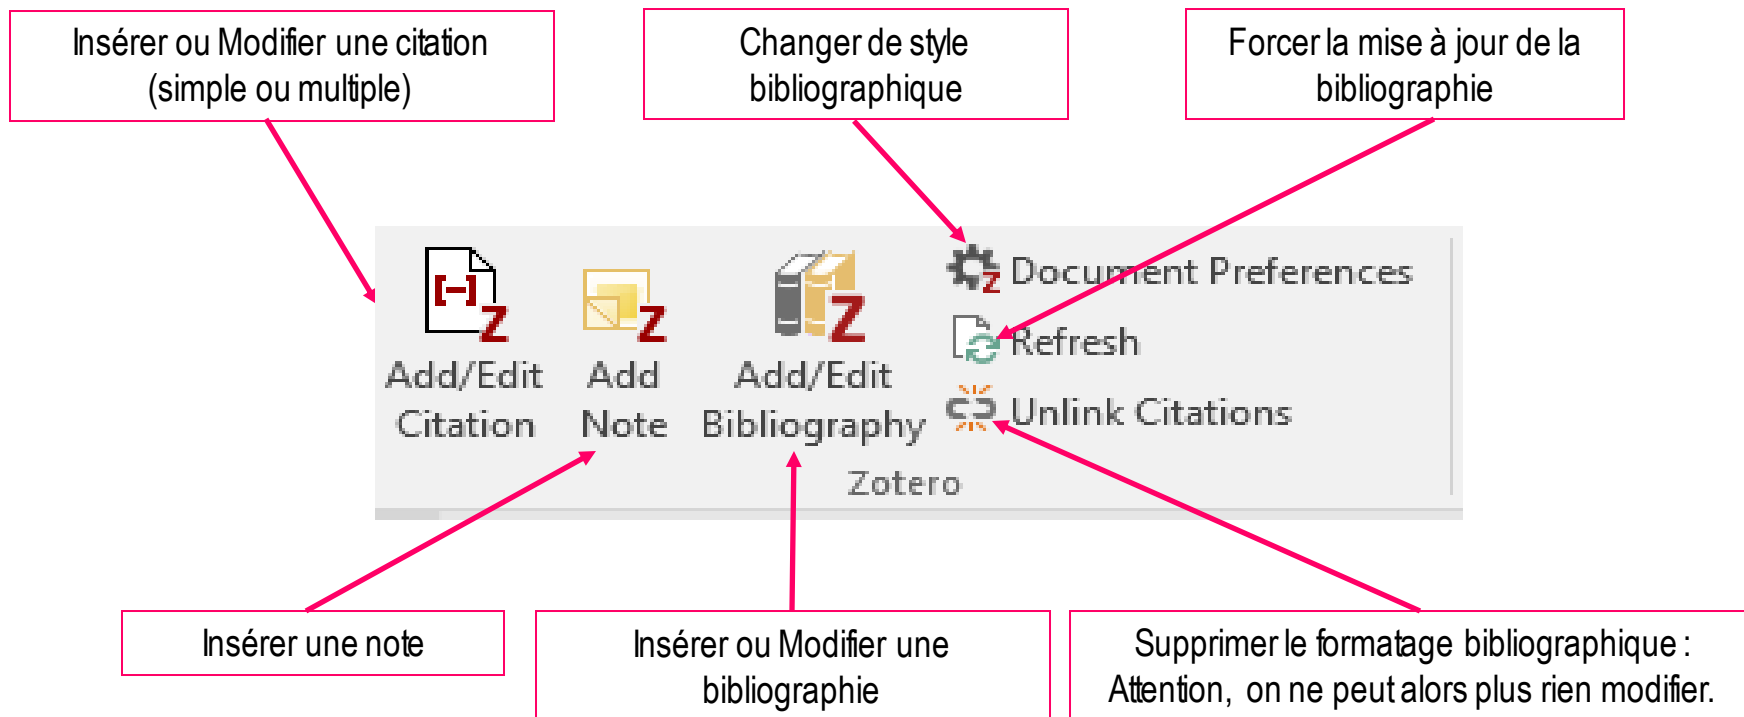 Insérer ou Modifier une citation
(simple ou multiple)
Changer de style
bibliographique
Forcer la mise à jour de la
bibliographie
[-]
Z
Z
Z
Z
Document Preferences
Refresh
Unlink Citations
Add/Edit
Citation
Add
Note
Add/Edit
Bibliography
Zotero
Insérer une note
Insérer ou Modifier une
bibliographie
Supprimer le formatage bibliographique :
Attention, on ne peut alors plus rien modifier.